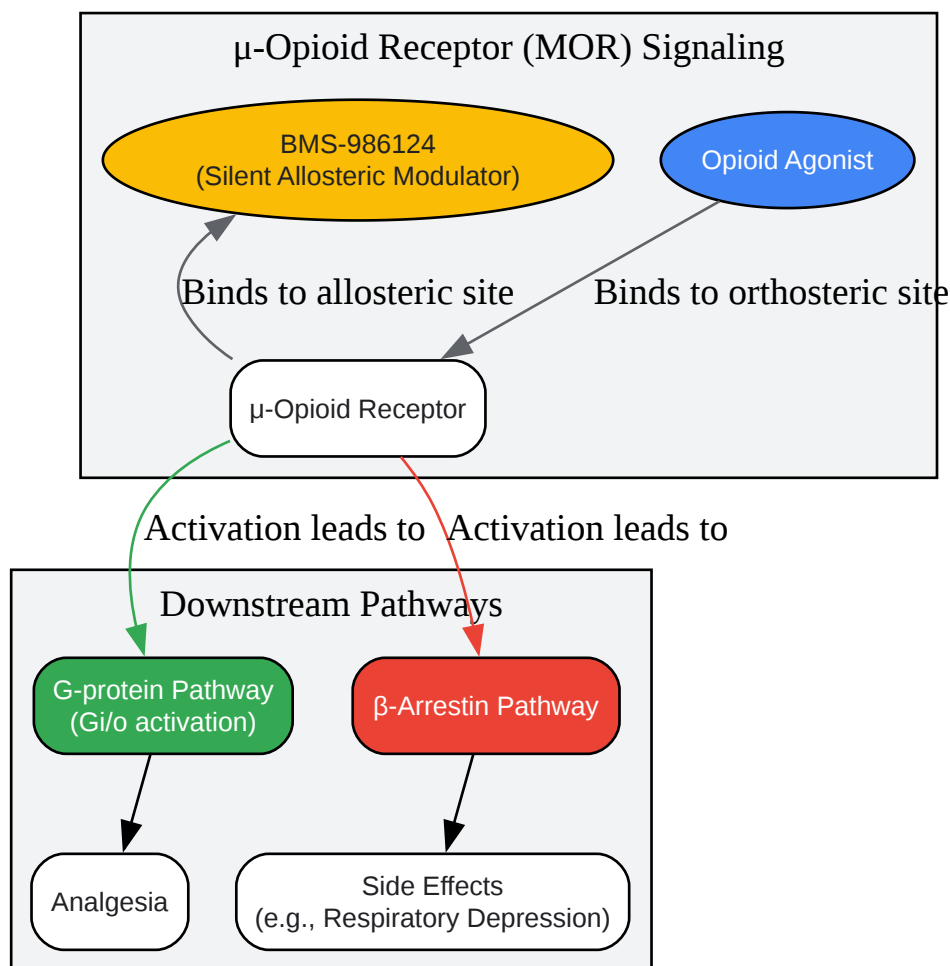 μ-Opioid Receptor (MOR) Signaling
BMS-986124
(Silent Allosteric Modulator)
Opioid Agonist
Binds to allosteric site
Binds to orthosteric site
μ-Opioid Receptor
Activation leads to
Activation leads to
Downstream Pathways
G-protein Pathway
(Gi/o activation)
β-Arrestin Pathway
Analgesia
Side Effects
(e.g., Respiratory Depression)